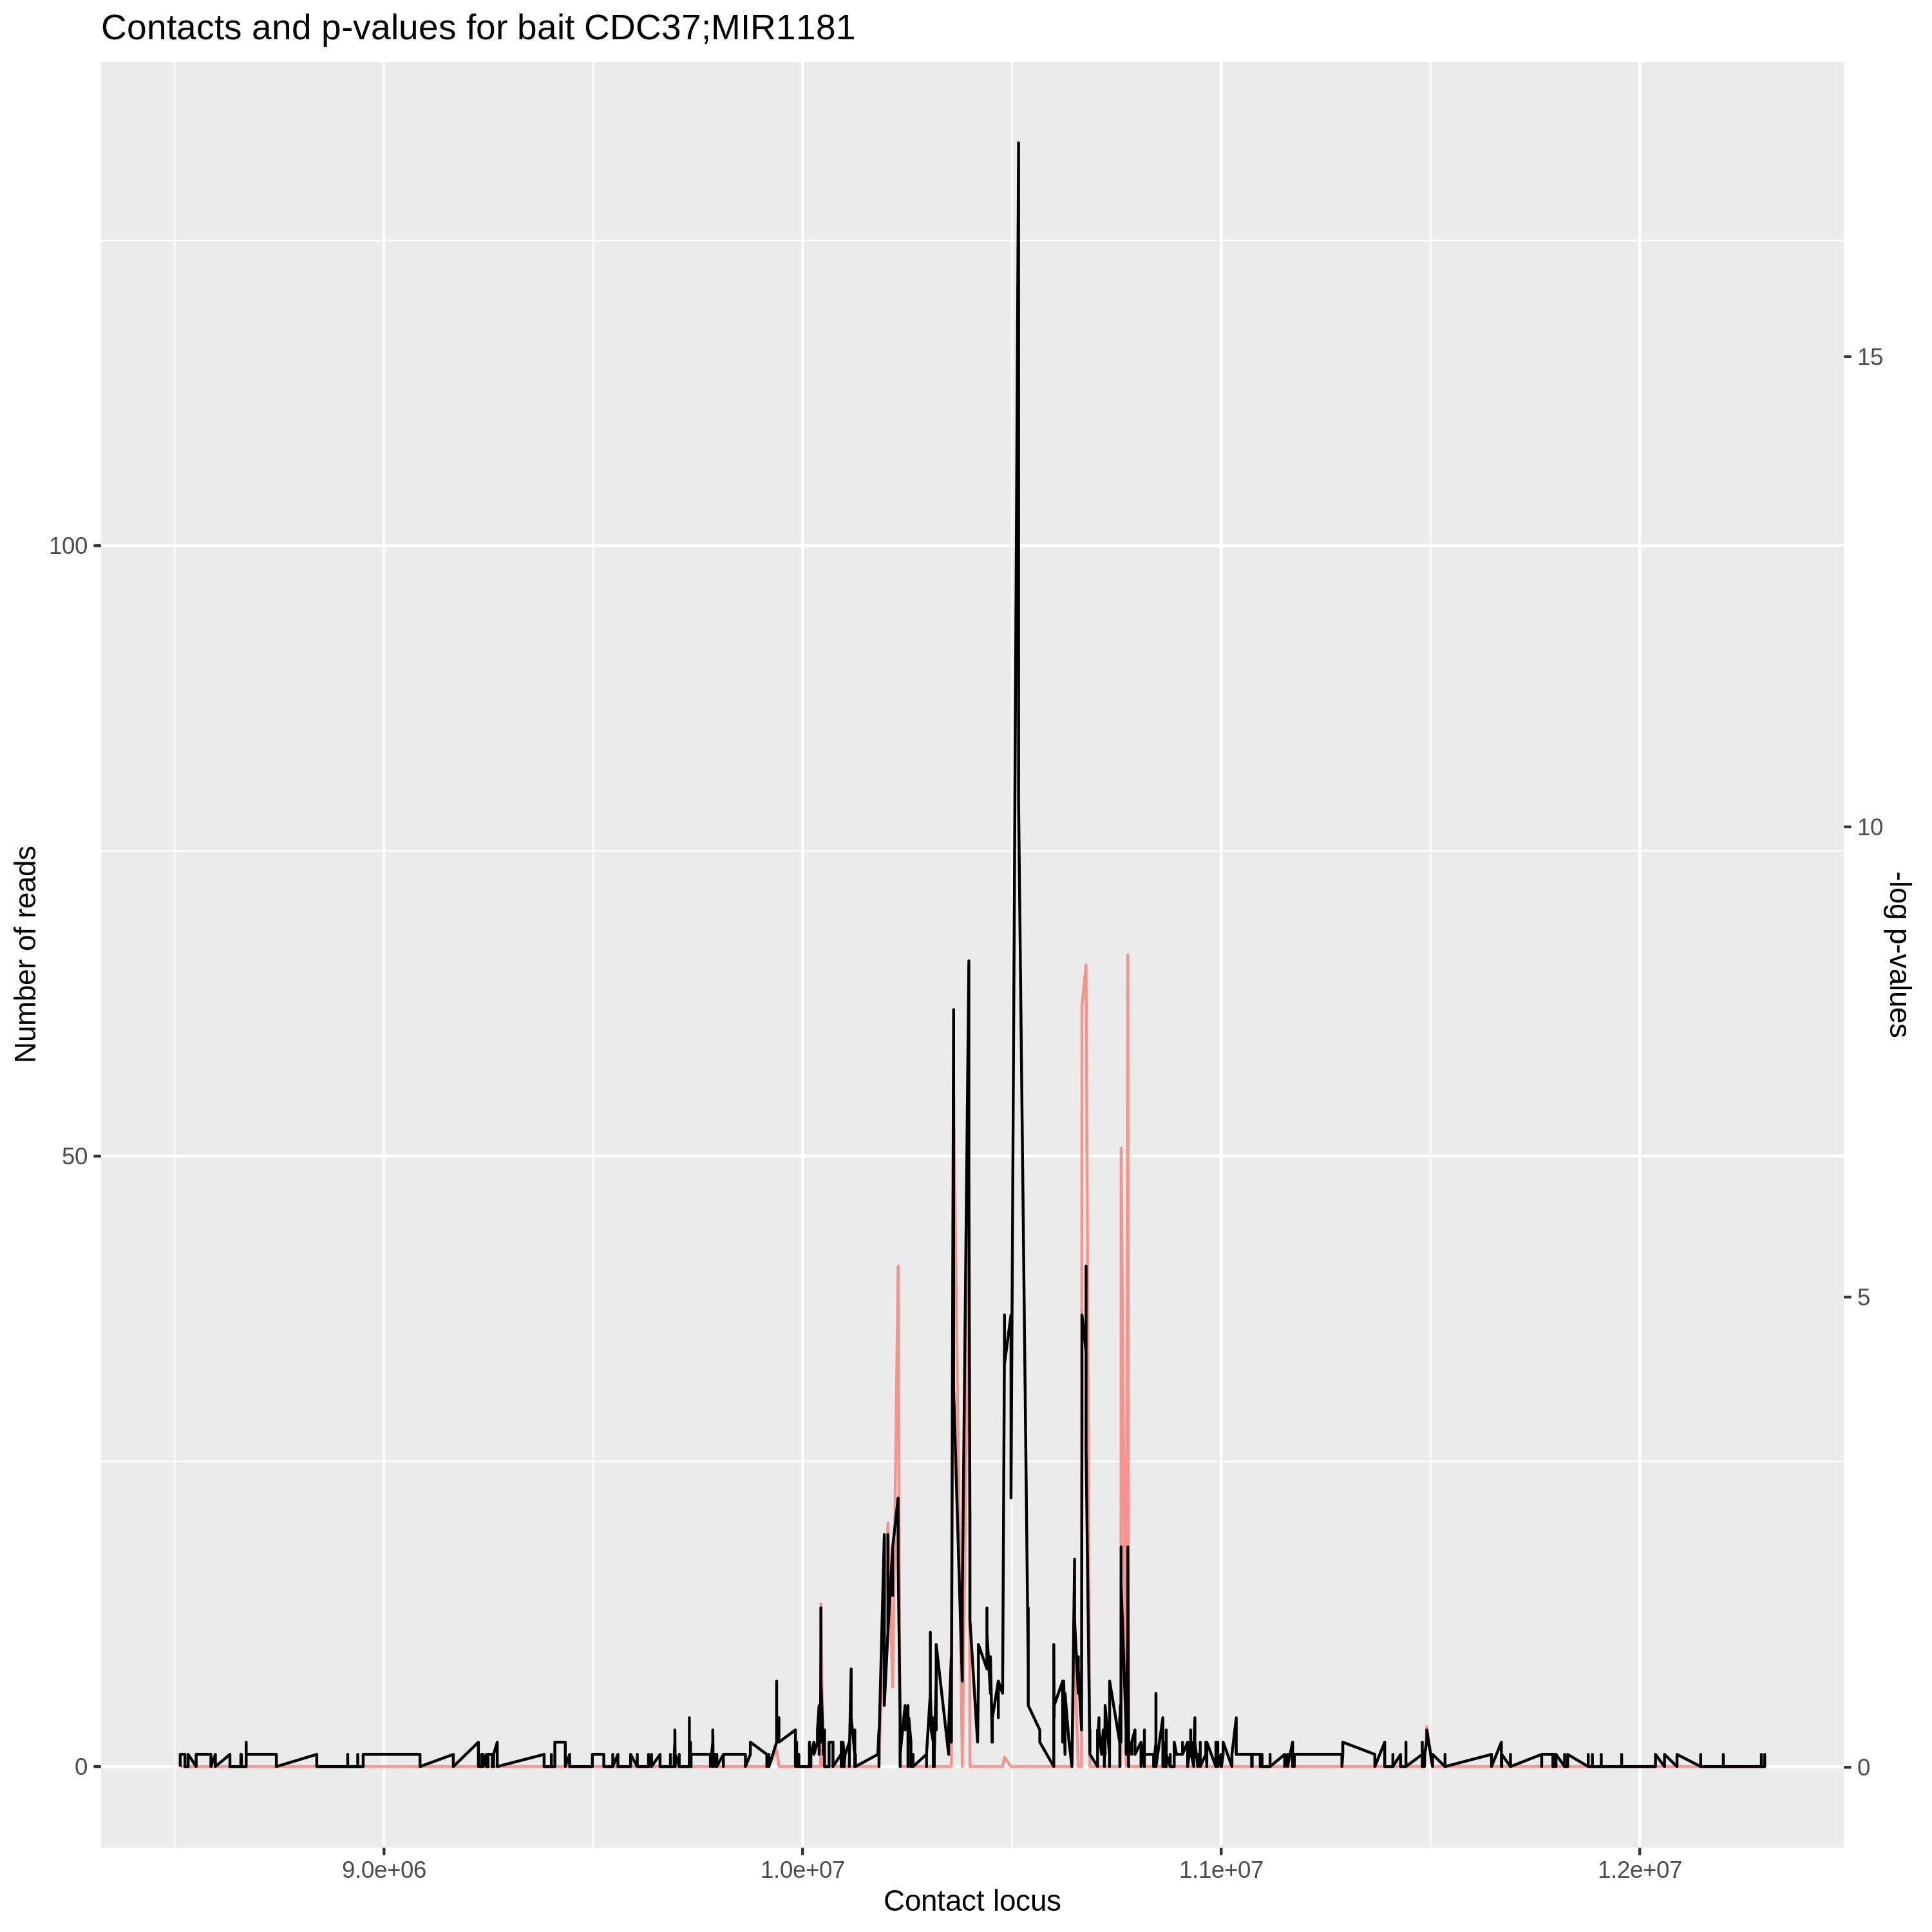 Contacts and p-values for bait CDC37;MIR1181
Number of reads
100
50
0
15
10
5
0
-log p-values
9.0e+06
1.0e+07
1.1e+07
1.2e+07
Contact locus